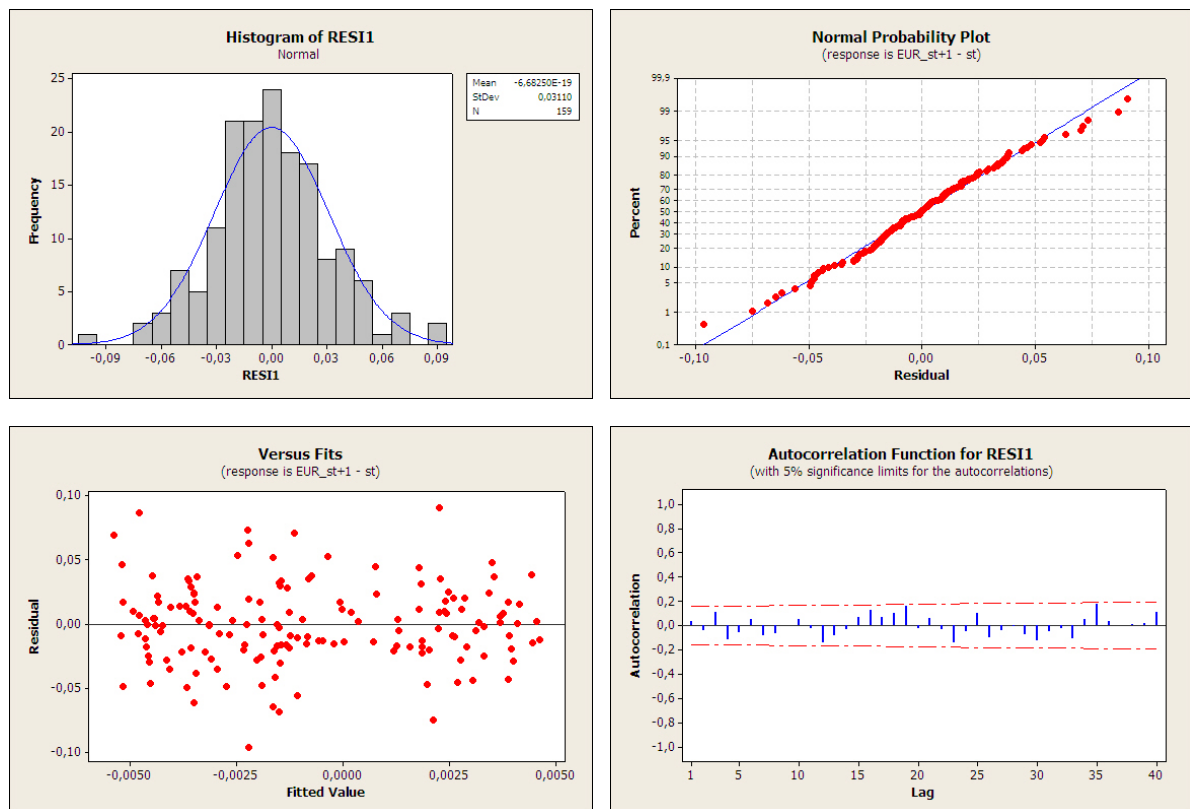 Histogram of RESI1
Normal
25
20
15
10
5
0
Frequency
-0,09 -0,06 -0,03 0,00 0,03 0,06 0,09
RESI1
Mean -6,68250E-19
StDev 0,03110
N 159
Normal Probability Plot
(response is EUR_st+1 - st)
99,9
99
95
90
80
70
60
50
40
30
20
10
5
1
0,1
Percent
-0,10 -0,05 0,00 0,05 0,10
Residual
Versus Fits
(response is EUR_st+1 - st)
0,10
0,05
0,00
-0,05
-0,10
Residual
-0,0050 -0,0025 0,0000 0,0025 0,0050
Fitted Value
Autocorrelation Function for RESI1
(with 5% significance limits for the autocorrelations)
1,0
0,8
0,6
0,4
0,2
0,0
-0,2
-0,4
-0,6
-0,8
-1,0
Autocorrelation
1 5 10 15 20 25 30 35 40
Lag